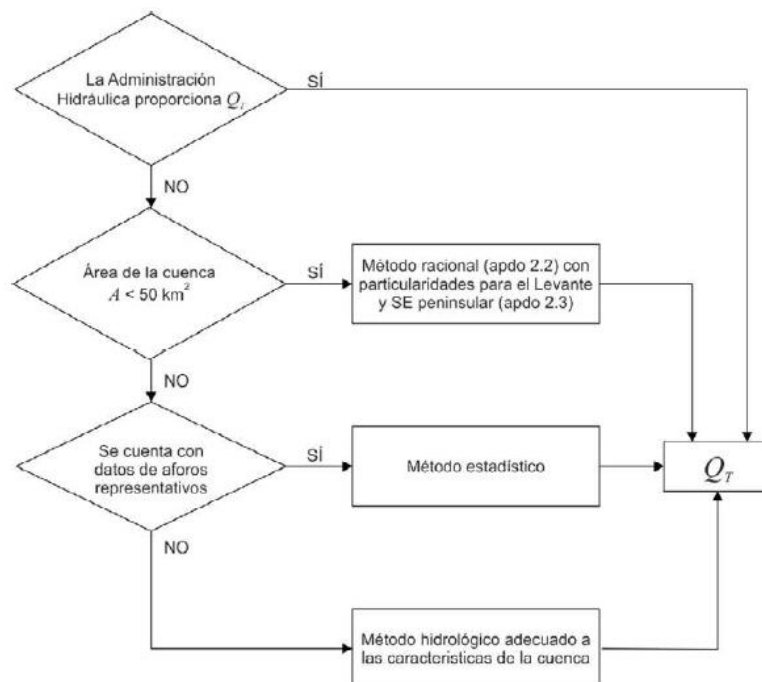 La Administración
Hidráulica proporciona Q_T
SÍ
NO
Área de la cuenca
A < 50 km²
SÍ
Método racional (apdo 2.2) con
particularidades para el Levante
y SE peninsular (apdo 2.3)
NO
Se cuenta con
datos de aforos
representativos
SÍ
Método estadístico
Q_T
NO
Método hidrológico adecuado a
las caracteristicas de la cuenca